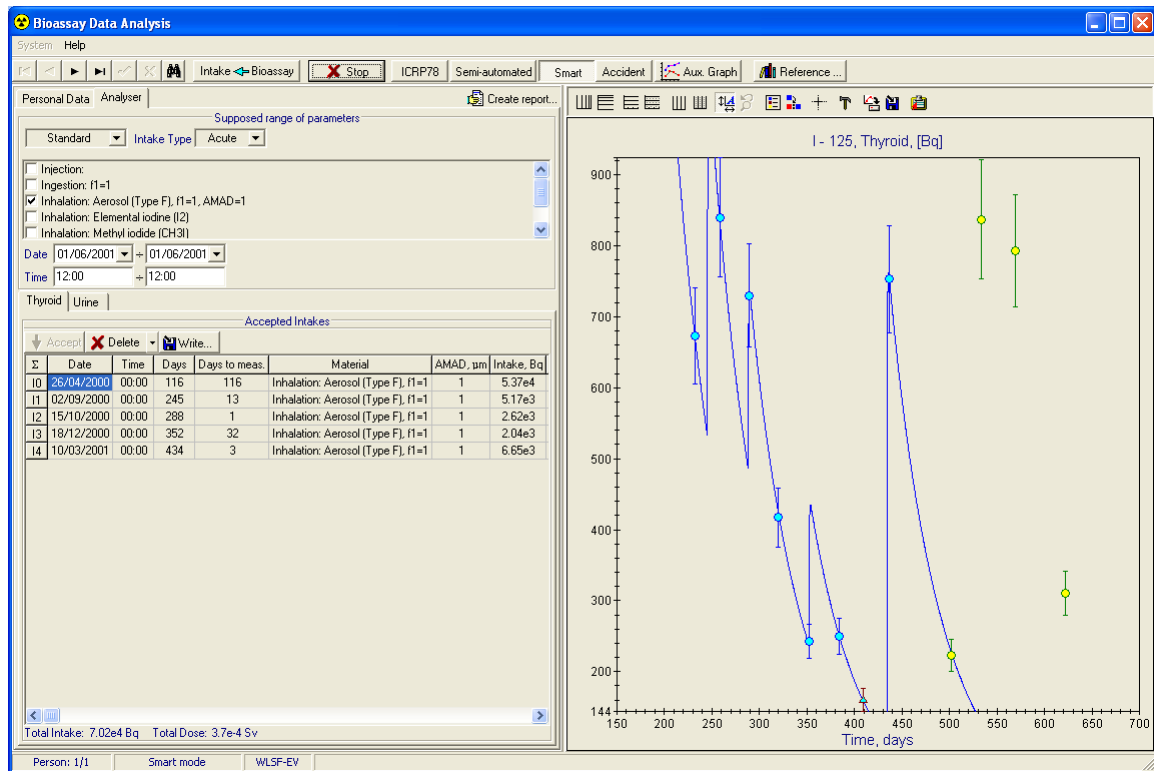 Bioassay Data Analysis
System Help
Intake Bioassay Stop ICRP78 Semi-automated Smart Accident Aux. Graph Reference ...
Personal Data Analyser Create report...
Supposed range of parameters
Standard Intake Type Acute
Injection:
Ingestion: f1=1
Inhalation: Aerosol (Type F), f1=1, AMAD=1
Inhalation: Elemental iodine (I2)
Inhalation: Methyl iodide (CH3I)
Date 01/06/2001 ÷ 01/06/2001
Time 12:00 ÷ 12:00
Thyroid Urine
Accepted Intakes
Accept Delete Write...
Σ Date Time Days Days to meas. Material AMAD, µm Intake, Bq
I0 26/04/2000 00:00 116 116 Inhalation: Aerosol (Type F), f1=1 1 5.37e4
I1 02/09/2000 00:00 245 13 Inhalation: Aerosol (Type F), f1=1 1 5.17e3
I2 15/10/2000 00:00 288 1 Inhalation: Aerosol (Type F), f1=1 1 2.62e3
I3 18/12/2000 00:00 352 32 Inhalation: Aerosol (Type F), f1=1 1 2.04e3
I4 10/03/2001 00:00 434 3 Inhalation: Aerosol (Type F), f1=1 1 6.65e3
Total Intake: 7.02e4 Bq Total Dose: 3.7e-4 Sv
Person: 1/1 Smart mode WLSF-EV
I - 125, Thyroid, [Bq]
900
800
700
600
500
400
300
200
144
150 200 250 300 350 400 450 500 550 600 650 700
Time, days